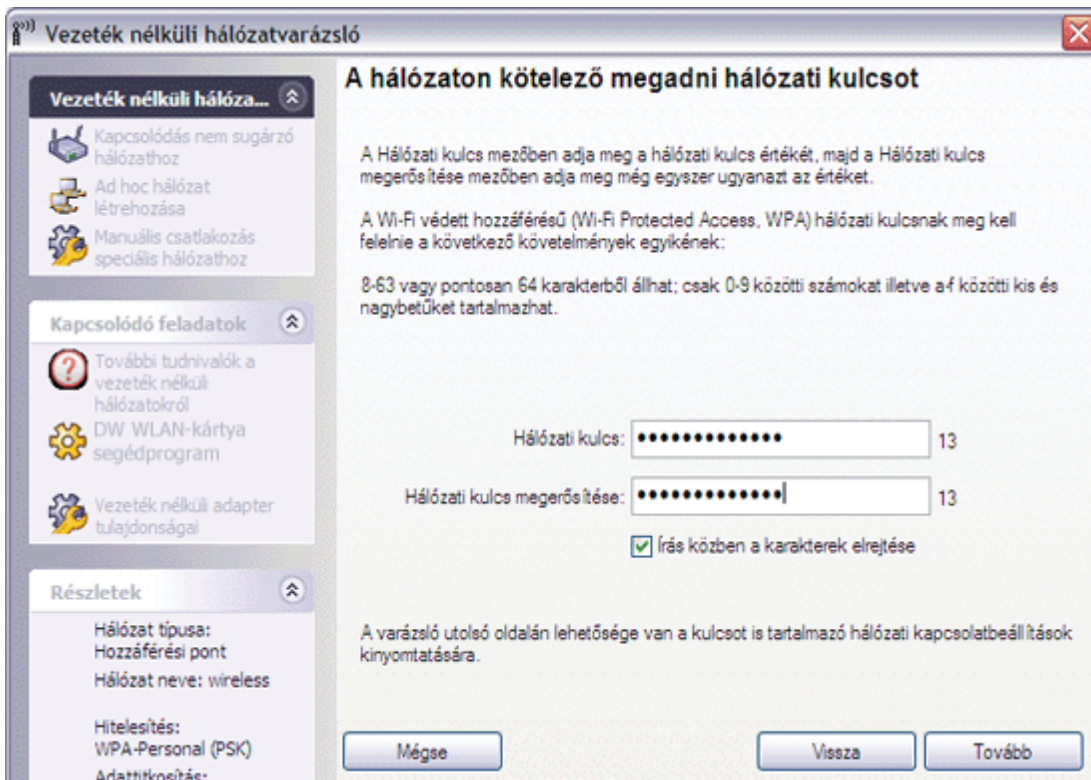 Vezeték nélküli hálózatvarázsló
Vezeték nélküli hálóza...
Kapcsolódás nem sugárzó
hálózathoz
Ad hoc hálózat
létrehozása
Manuális csatlakozás
speciális hálózathoz
Kapcsolódó feladatok
További tudnivalók a
vezeték nélküli
hálózatokról
DW WLAN-kártya
segédprogram
Vezeték nélküli adapter
tulajdonságai
Részletek
Hálózat típusa:
Hozzáférési pont
Hálózat neve: wireless
Hitelesítés:
WPA-Personal (PSK)
Adattitkosítás:
A hálózaton kötelező megadni hálózati kulcsot
A Hálózati kulcs mezőben adja meg a hálózati kulcs értékét, majd a Hálózati kulcs
megerősítése mezőben adja meg még egyszer ugyanazt az értéket.
A Wi-Fi védett hozzáférésű (Wi-Fi Protected Access, WPA) hálózati kulcsnak meg kell
felelnie a következő követelmények egyikének:
8-63 vagy pontosan 64 karakterből állhat; csak 0-9 közötti számokat illetve a-f közötti kis és
nagybetűket tartalmazhat.
Hálózati kulcs: ••••••••••••• 13
Hálózati kulcs megerősítése: ••••••••••••• 13
Írás közben a karakterek elrejtése
A varázsló utolsó oldalán lehetősége van a kulcsot is tartalmazó hálózati kapcsolatbeállítások
kinyomtatására.
Mégse Vissza Tovább